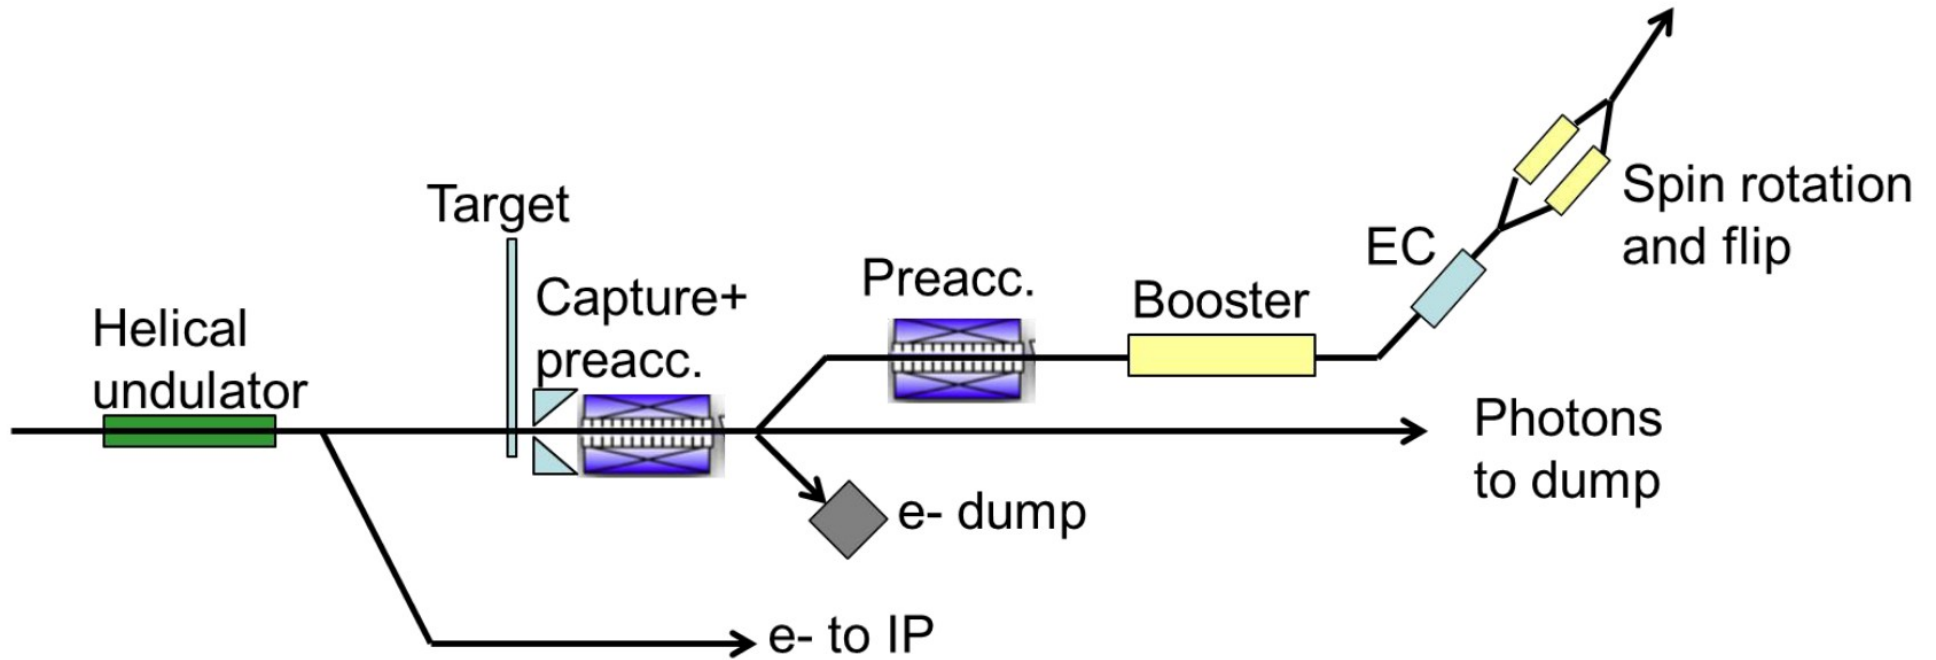 Target
Helical
undulator
Capture+
preacc.
Preacc.
Booster
EC
Spin rotation
and flip
Photons
to dump
e- dump
e- to IP